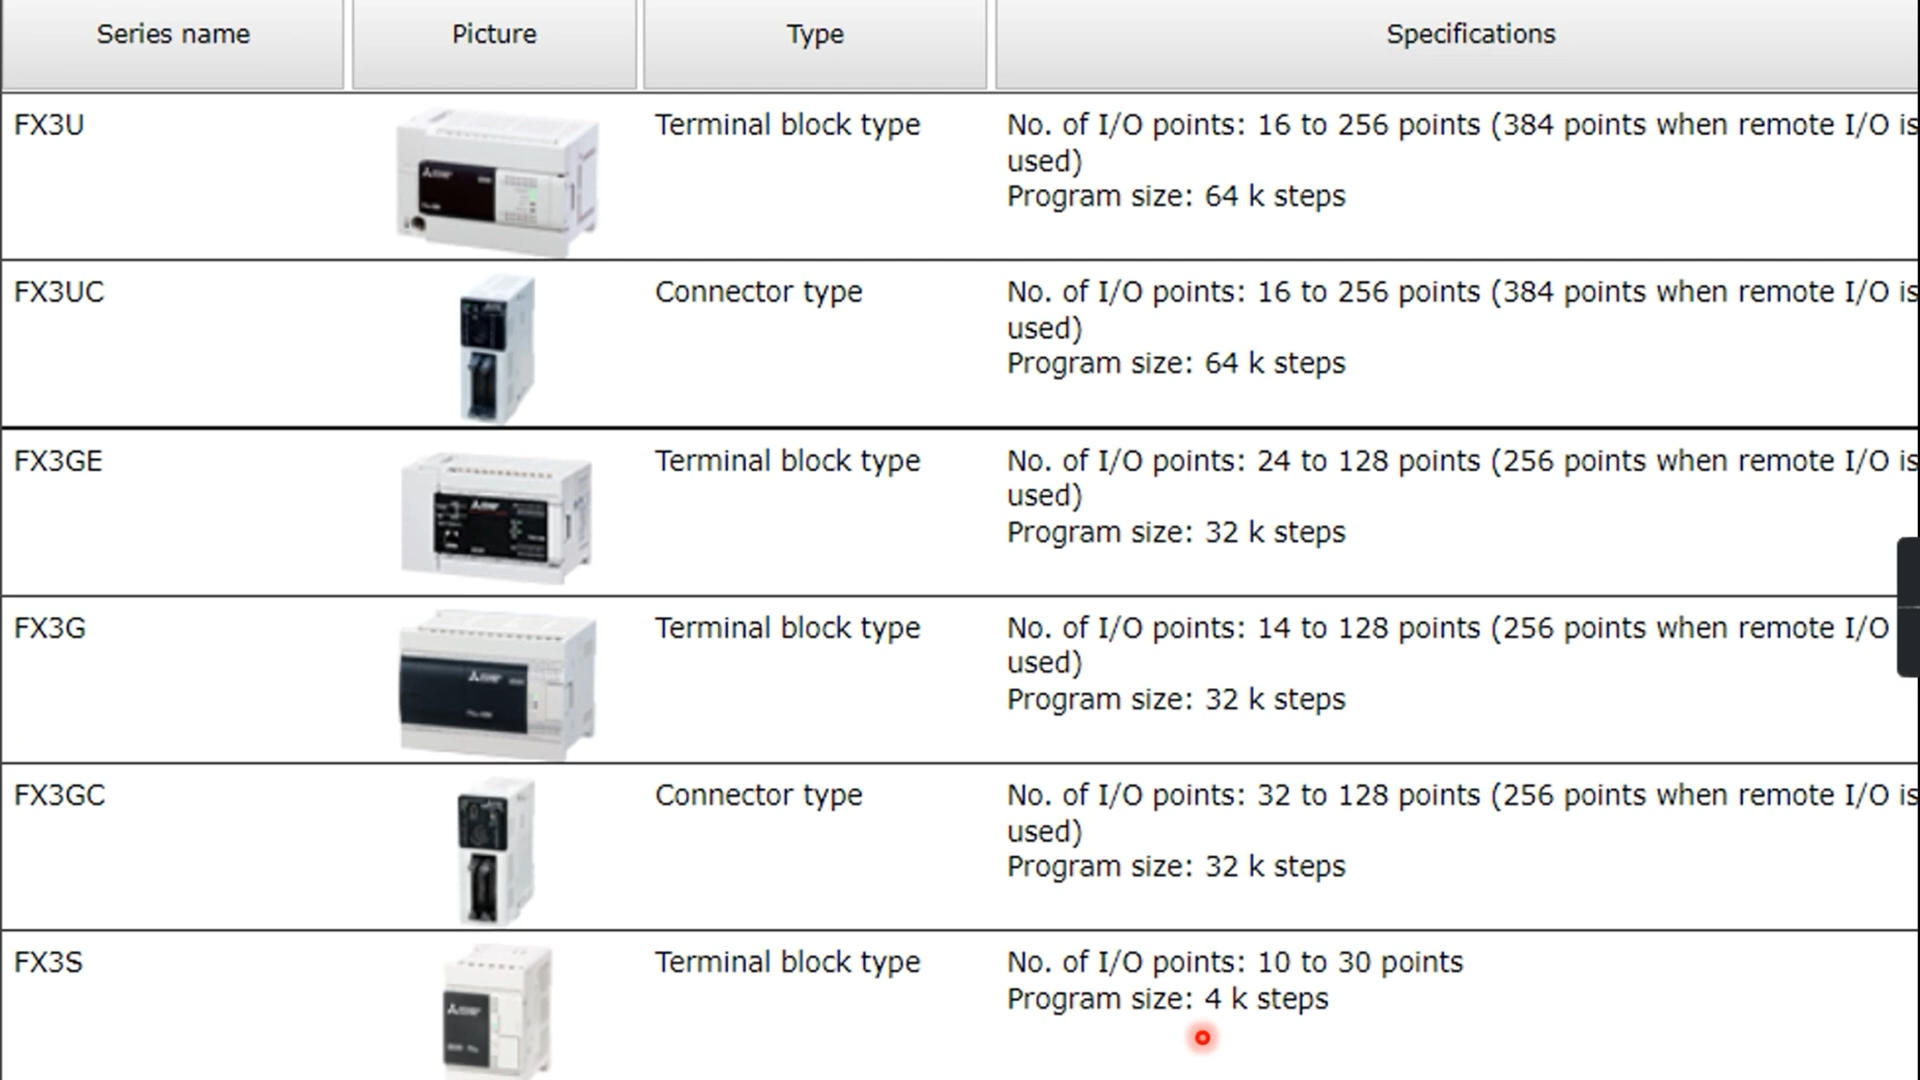 Series name
Picture
Type
Specifications
FX3U
Terminal block type
No. of I/O points: 16 to 256 points (384 points when remote I/O is
used)
Program size: 64 k steps
FX3UC
Connector type
No. of I/O points: 16 to 256 points (384 points when remote I/O is
used)
Program size: 64 k steps
FX3GE
Terminal block type
No. of I/O points: 24 to 128 points (256 points when remote I/O is
used)
Program size: 32 k steps
FX3G
Terminal block type
No. of I/O points: 14 to 128 points (256 points when remote I/O
used)
Program size: 32 k steps
FX3GC
Connector type
No. of I/O points: 32 to 128 points (256 points when remote I/O is
used)
Program size: 32 k steps
FX3S
Terminal block type
No. of I/O points: 10 to 30 points
Program size: 4 k steps